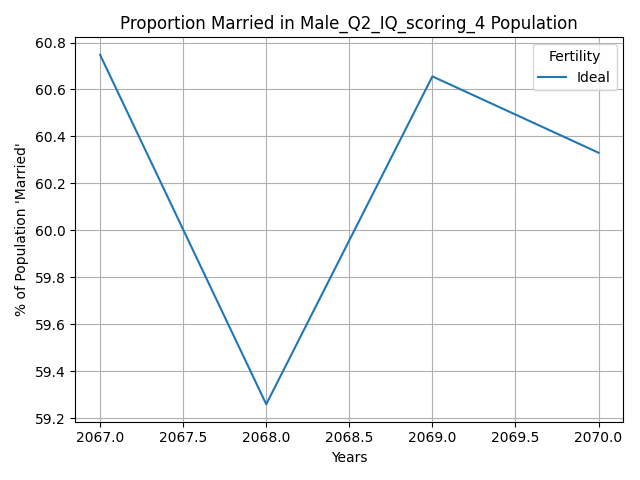 Proportion Married in Male_Q2_IQ_scoring_4 Population
% of Population 'Married'
60.8
60.6
60.4
60.2
60.0
59.8
59.6
59.4
59.2
Fertility
Ideal
2067.0 2067.5 2068.0 2068.5 2069.0 2069.5 2070.0
Years